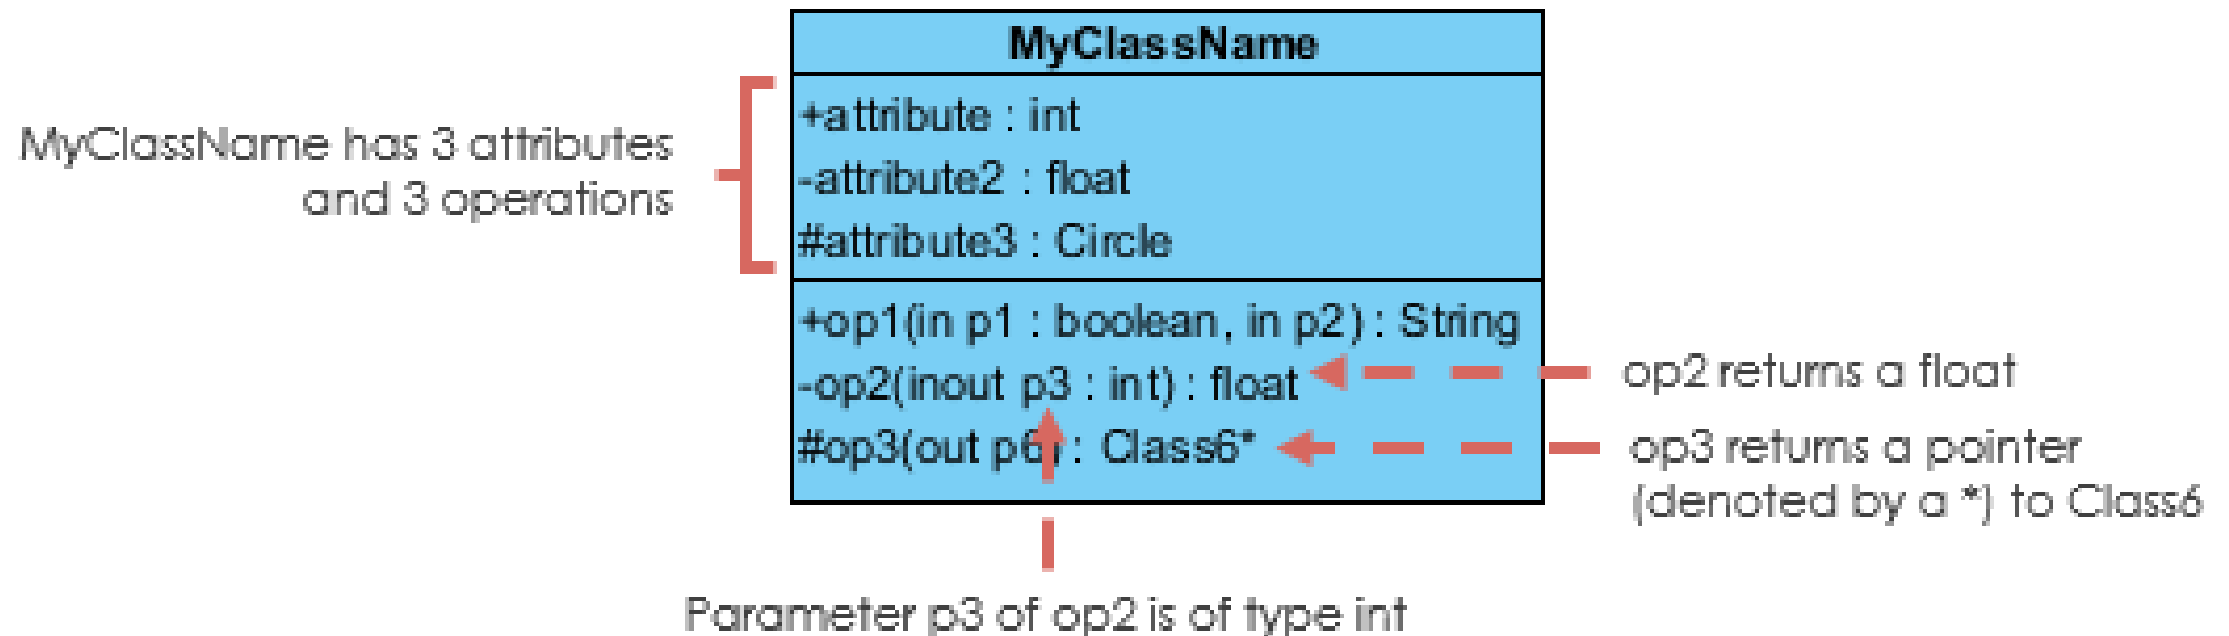 MyClassName
MyClassName has 3 attributes
and 3 operations
+attribute : int
-attribute2 : float
#attribute3 : Circle
+op1(in p1 : boolean, in p2) : String
-op2(inout p3 : int) : float
#op3(out p6) : Class6*
op2 returns a float
op3 returns a pointer
(denoted by a *) to Class6
Parameter p3 of op2 is of type int